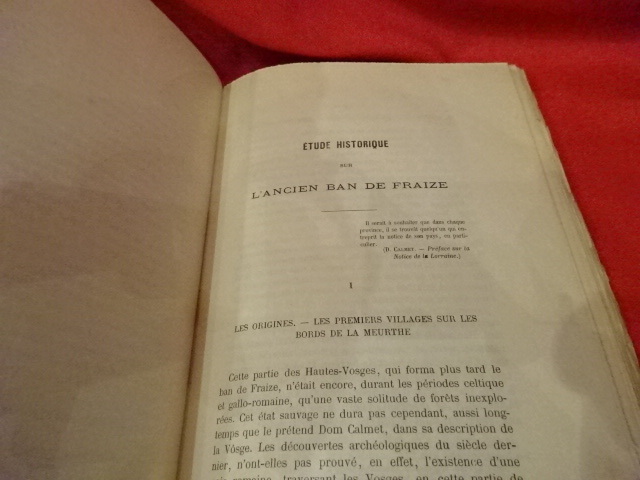 ÉTUDE HISTORIQUE
SUR
L'ANCIEN BAN DE FRAIZE
Il serait à souhaiter que dans chaque
province, il se trouvât quelqu'un qui en-
treprît la notice de son pays, en parti-
culier.
(D. CALMET. — Préface sur la
Notice de la Lorraine.)
I
LES ORIGINES. — LES PREMIERS VILLAGES SUR LES
BORDS DE LA MEURTHE
Cette partie des Hautes-Vosges, qui forma plus tard le
ban de Fraize, n'était encore, durant les périodes celtique
et gallo-romaine, qu'une vaste solitude de forêts inexplo-
rées. Cet état sauvage ne dura pas cependant, aussi long-
temps que le prétend Dom Calmet, dans sa description de
la Vôsge. Les découvertes archéologiques du siècle der-
nier, n'ont-elles pas prouvé, en effet, l'existence d'une
romaine, traversant les Vosges, en cette partie de